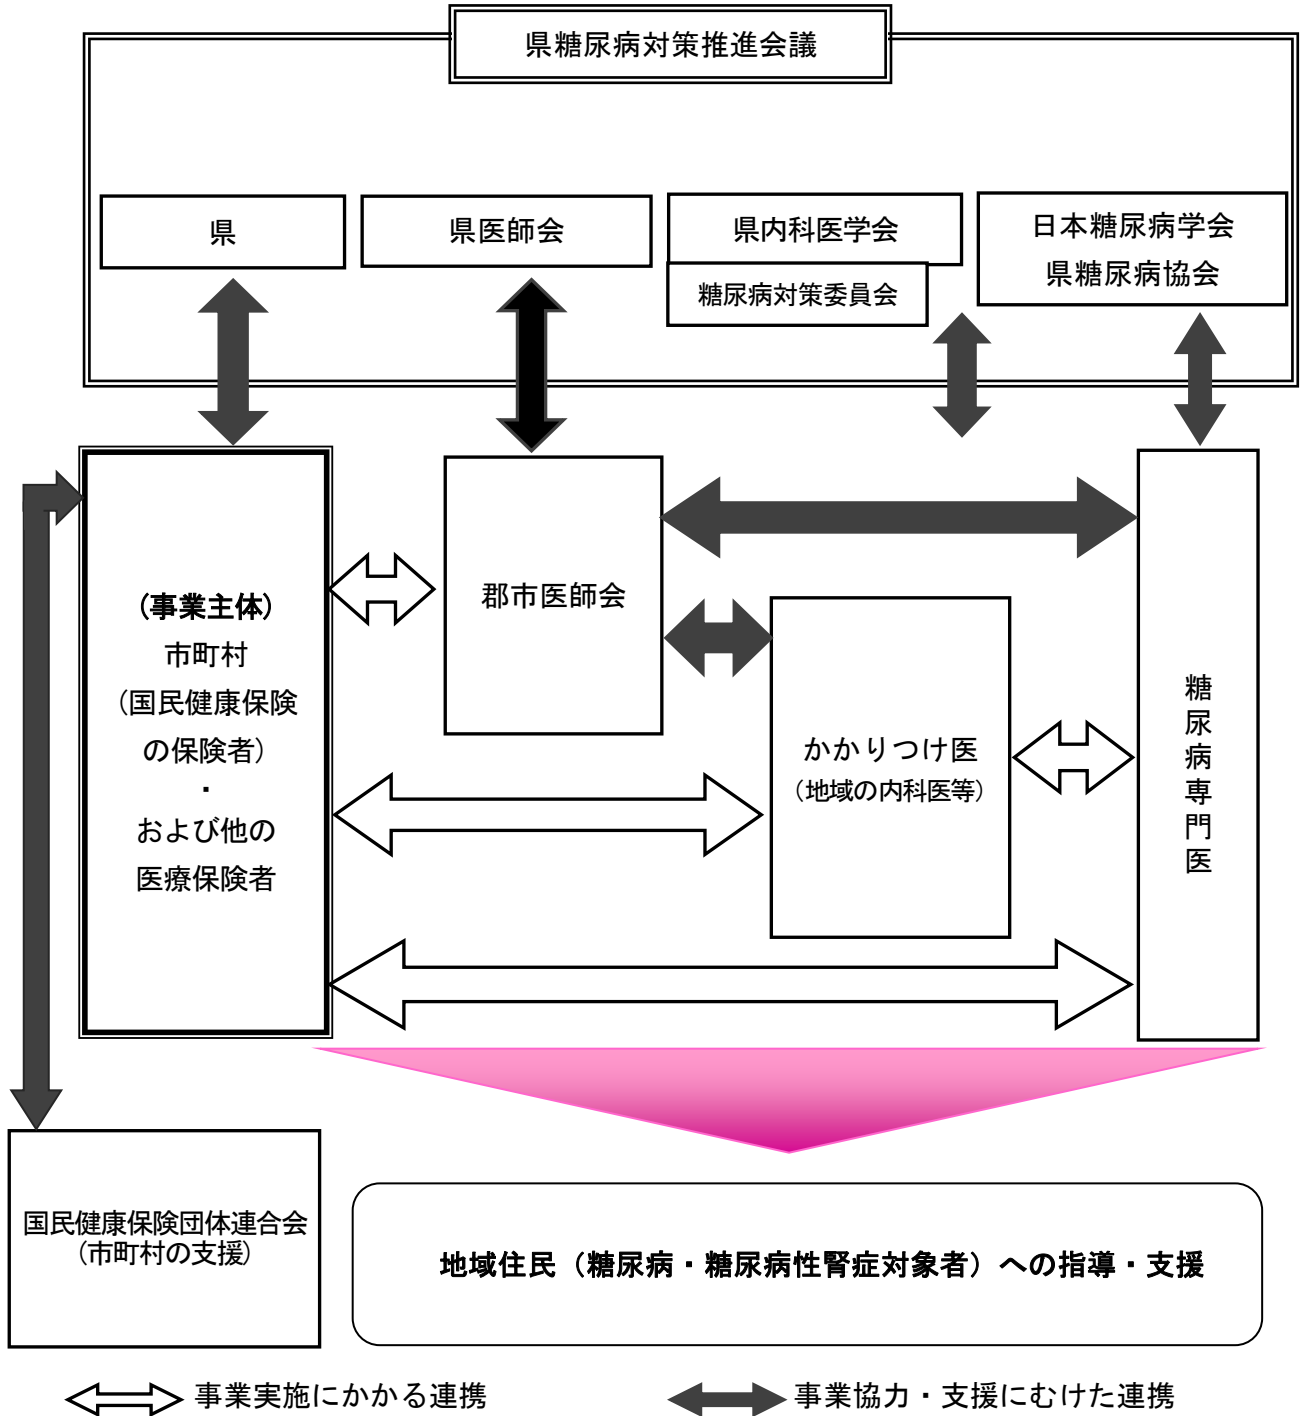 県糖尿病対策推進会議
県
県医師会
県内科医学会
糖尿病対策委員会
日本糖尿病学会
県糖尿病協会
(事業主体)
市町村
(国民健康保険
の保険者)
・
および他の
医療保険者
郡市医師会
かかりつけ医
(地域の内科医等)
糖尿病専門医
国民健康保険団体連合会
(市町村の支援)
地域住民(糖尿病・糖尿病性腎症対象者)への指導・支援
事業実施にかかる連携
事業協力・支援にむけた連携